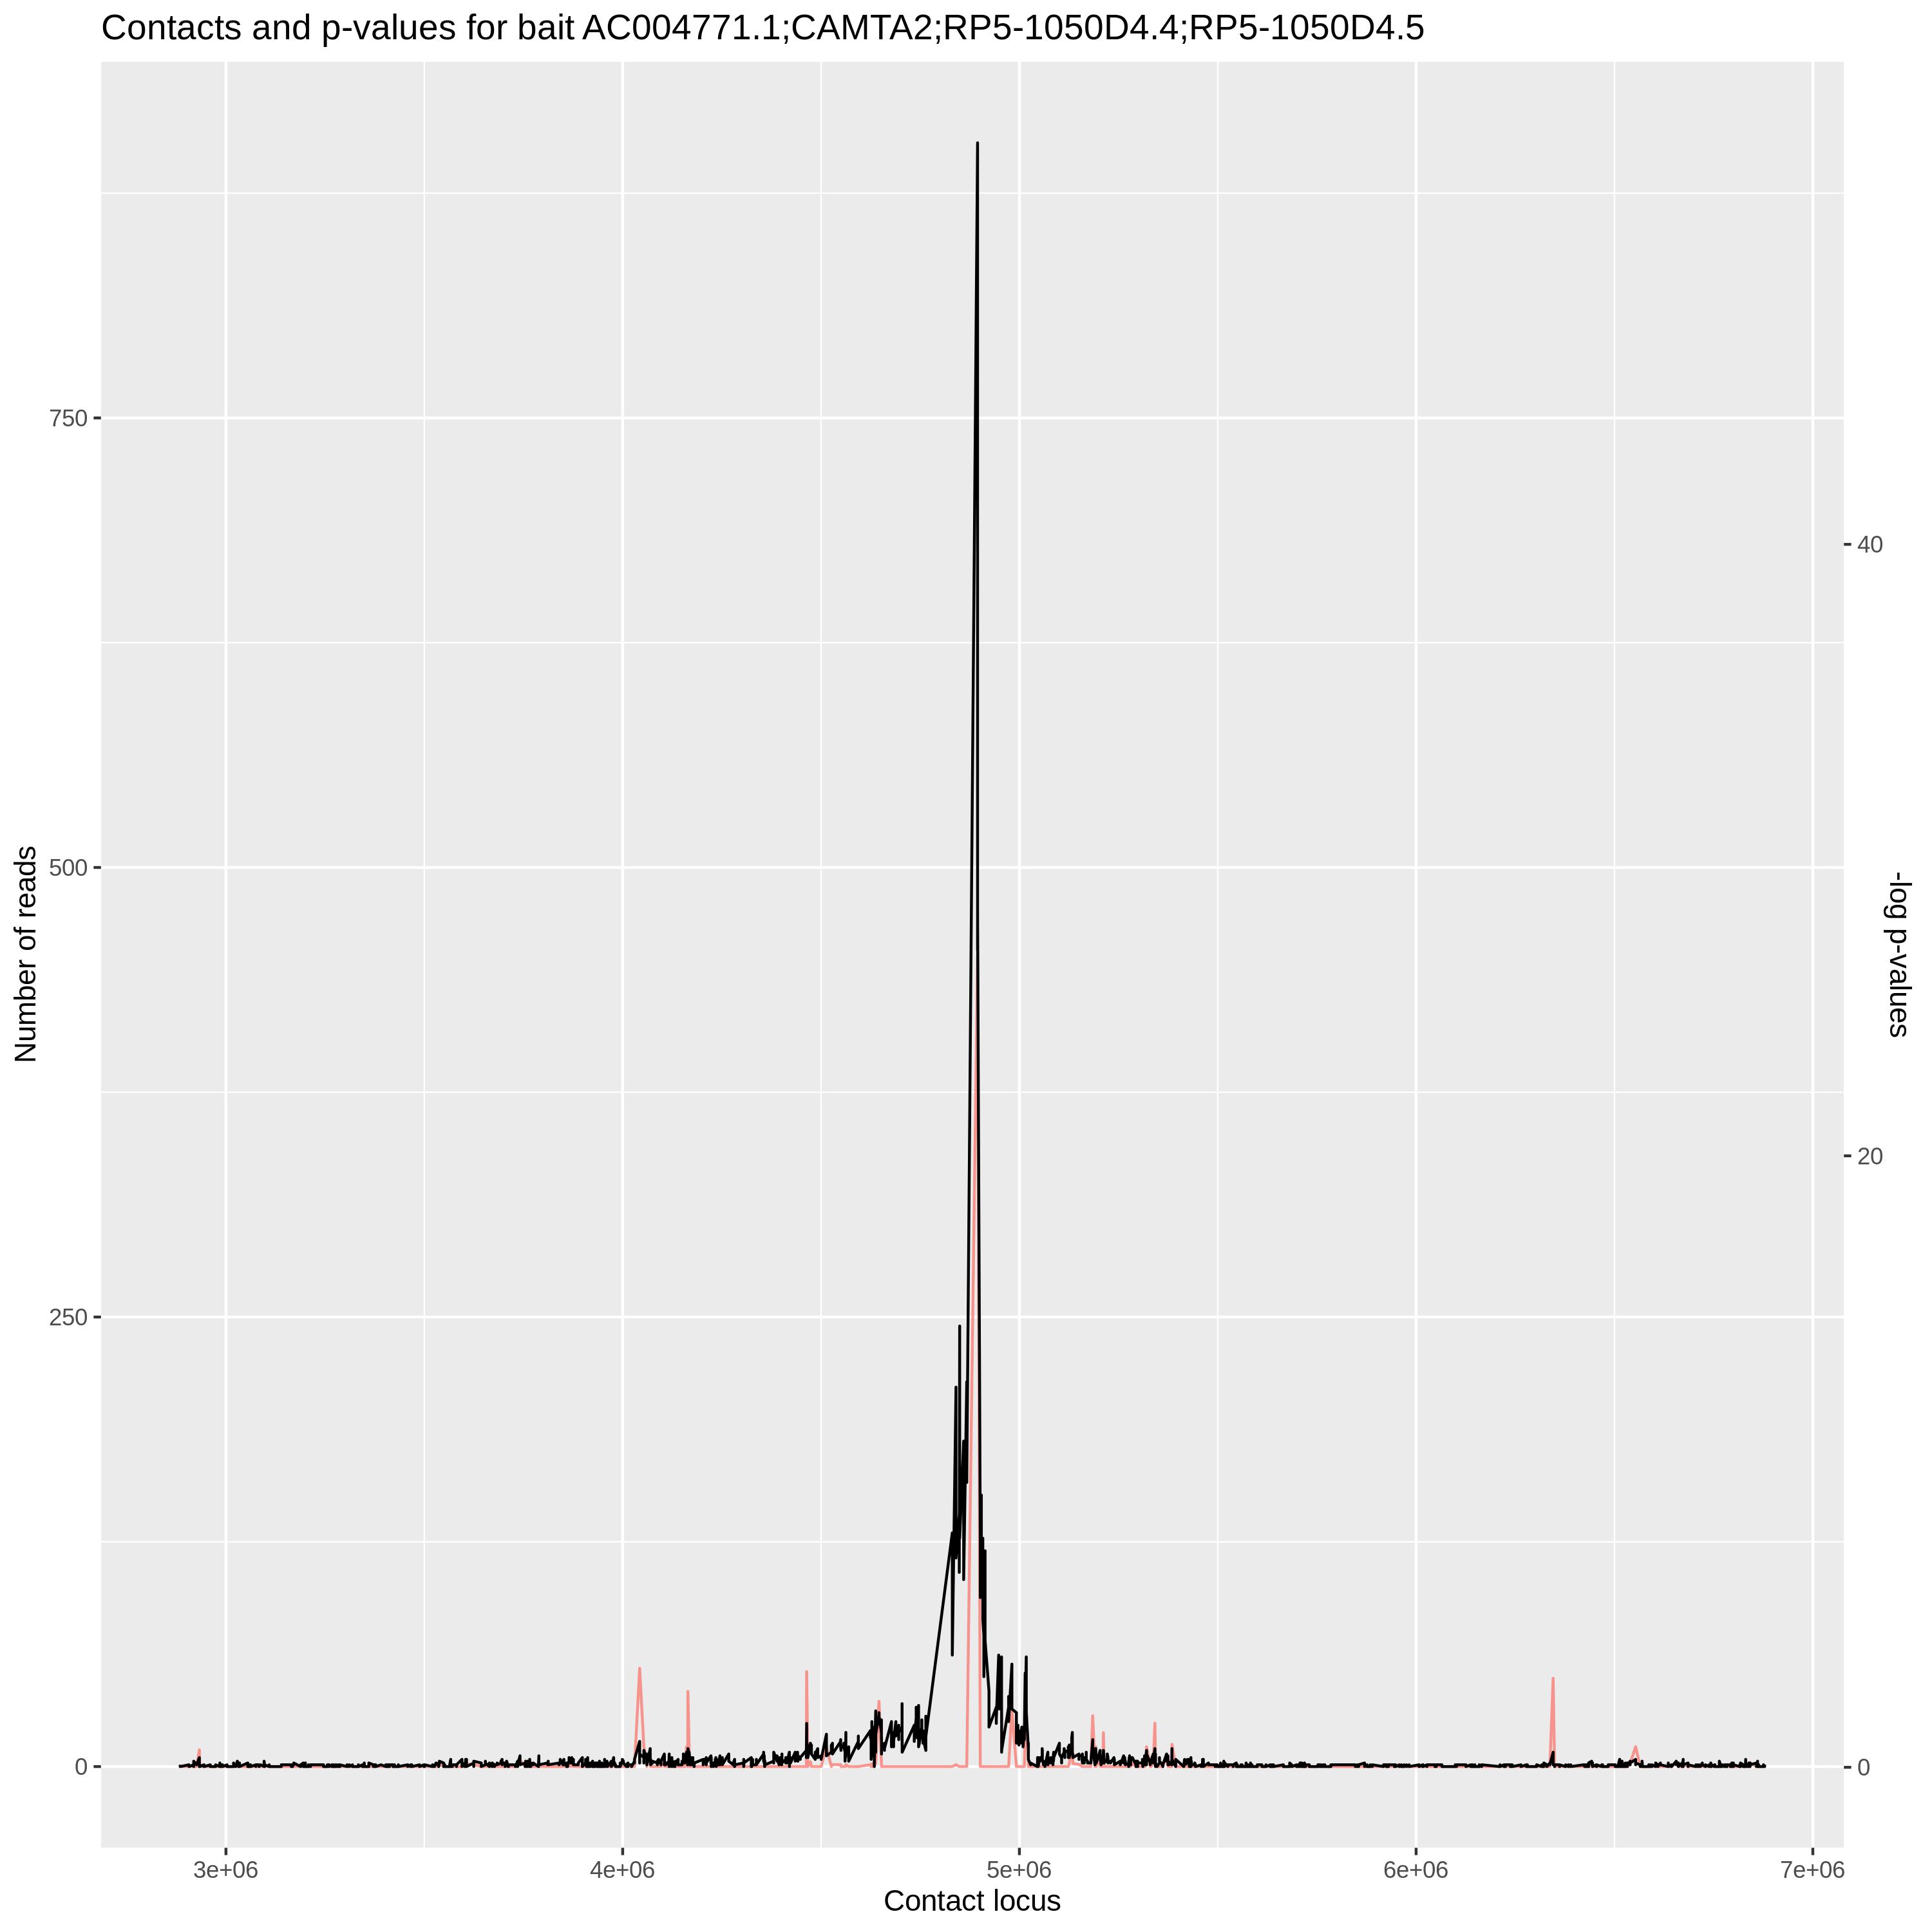 Contacts and p-values for bait AC004771.1;CAMTA2;RP5-1050D4.4;RP5-1050D4.5
Number of reads
750
500
250
0
40
20
0
-log p-values
3e+06 4e+06 5e+06 6e+06 7e+06
Contact locus